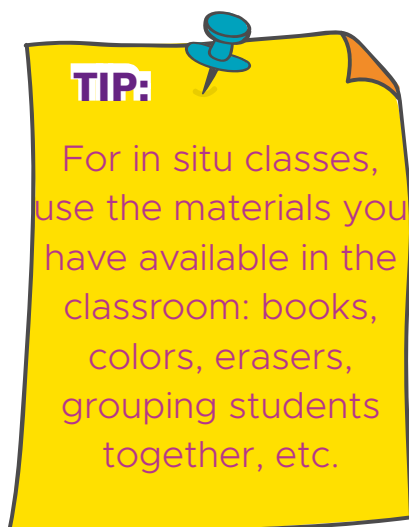 TIP:
For in situ classes,
use the materials you
have available in the
classroom: books,
colors, erasers,
grouping students
together, etc.